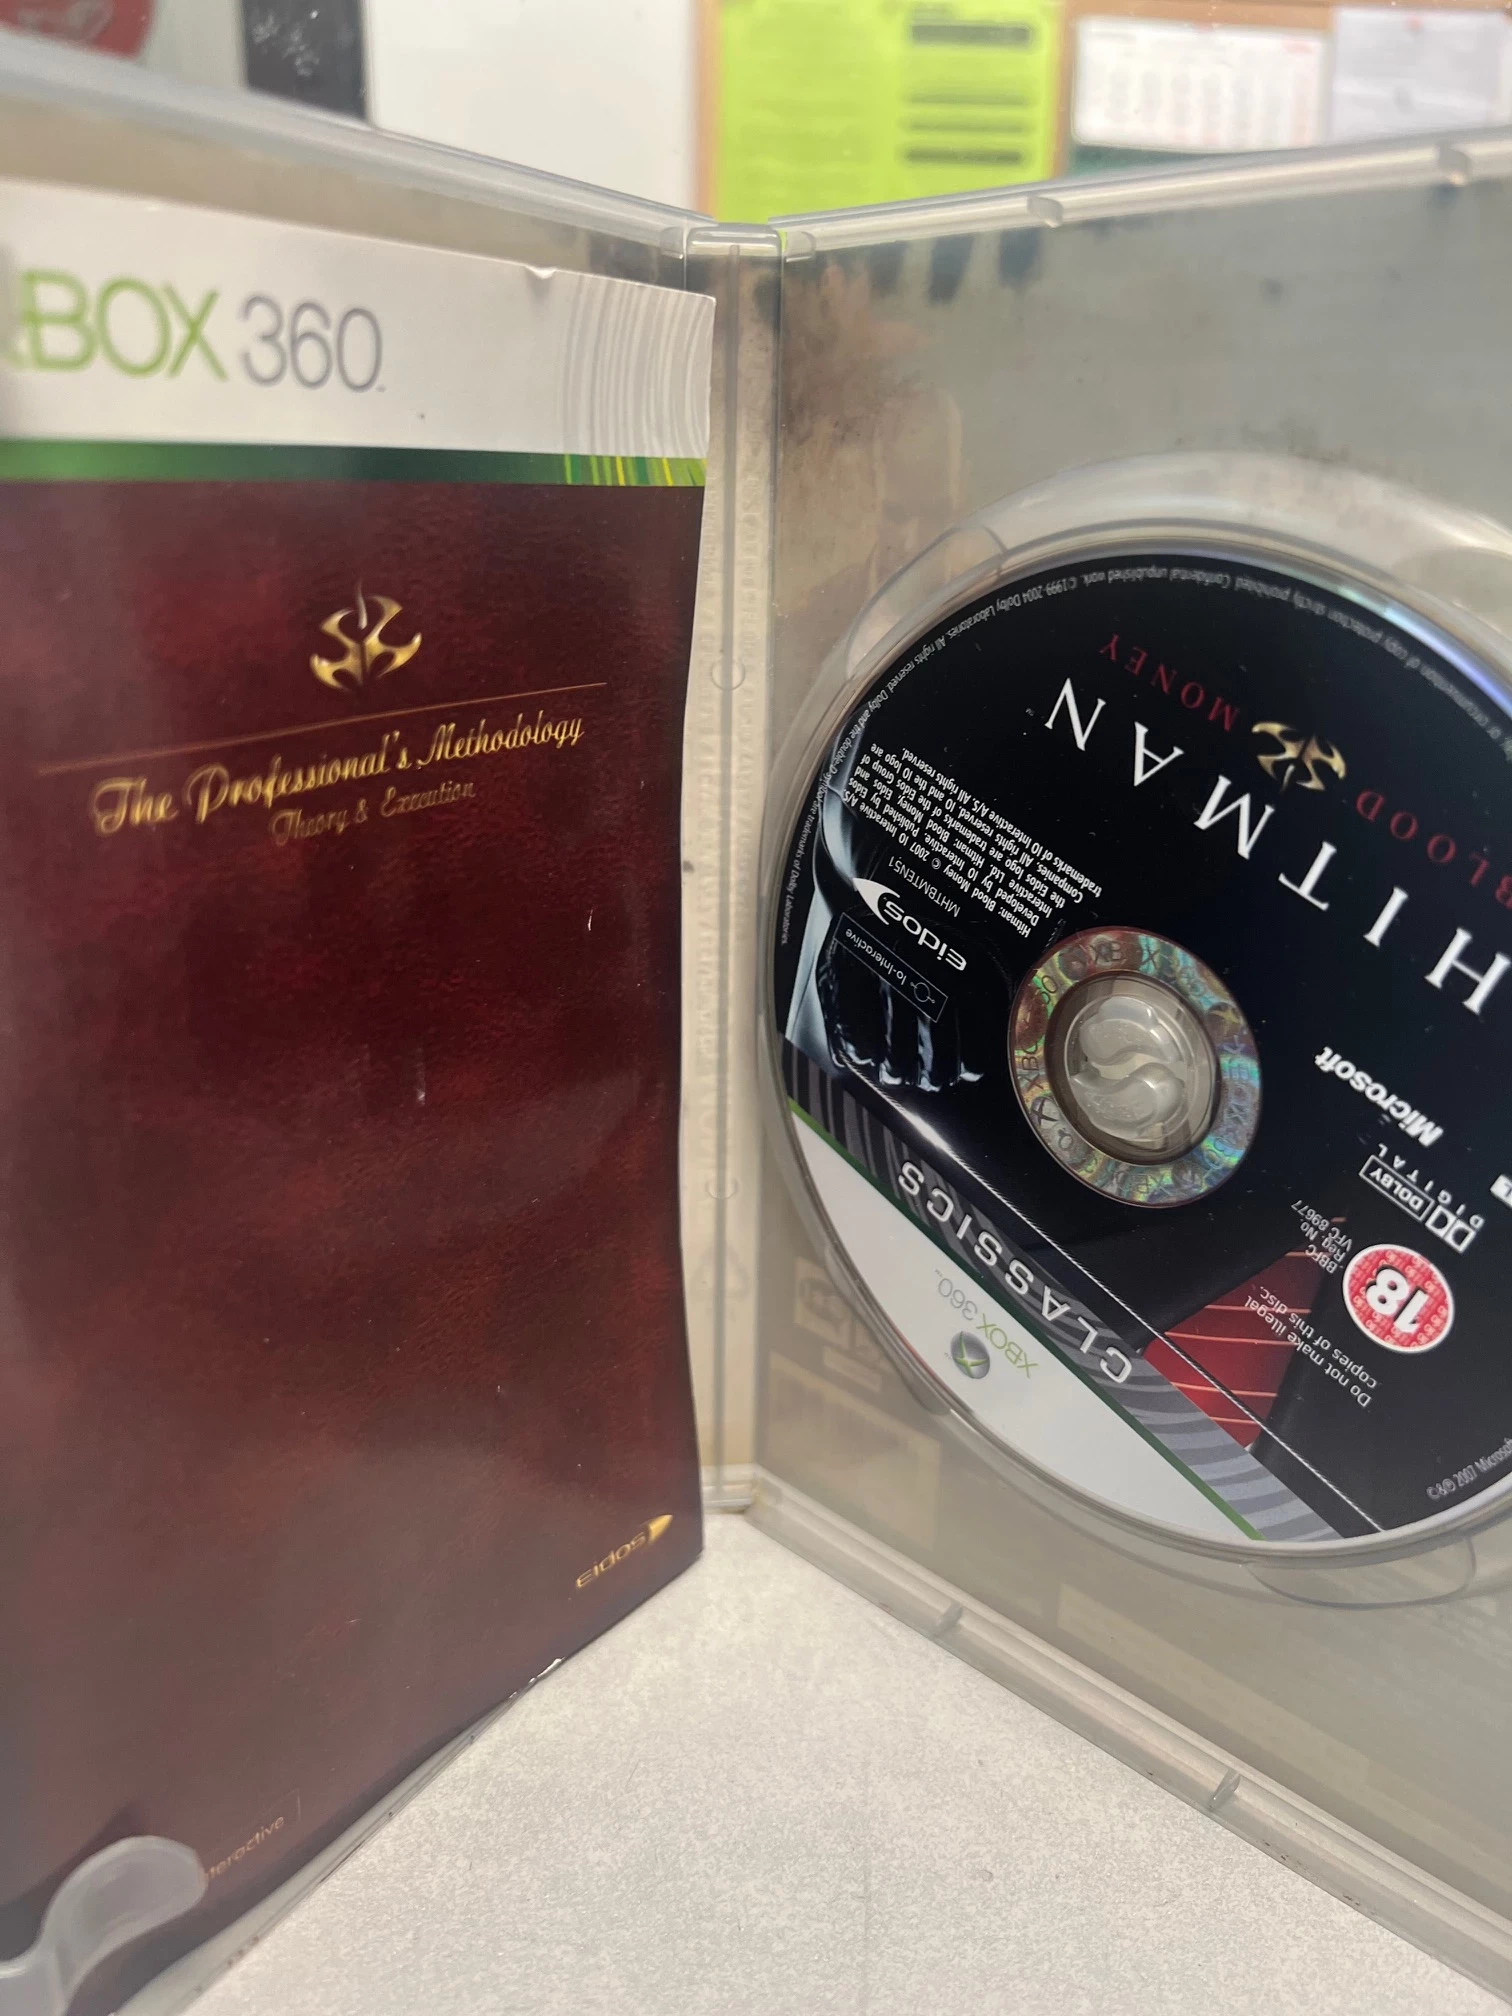 BOX 360
The Professional's Methodology
Theory & Execution
eidos
nteractive
HITMAN
BLOOD MONEY
Microsoft
DOLBY
DIGITAL
BBFC
Reg. No.
VFC 89677
18
Do not make illegal
copies of this disc.
Io-Interactive
eidos
MHTBMTEN51
Hitman: Blood Money © 2007 IO Interactive A/S.
Developed by IO Interactive. Published by Eidos
Interactive Ltd. Hitman: Blood Money, Eidos and
the Eidos logo are trademarks of the Eidos Group of
Companies. All rights reserved. IO and the IO logo are
trademarks of IO Interactive A/S. All rights reserved.
CLASSICS
XBOX 360